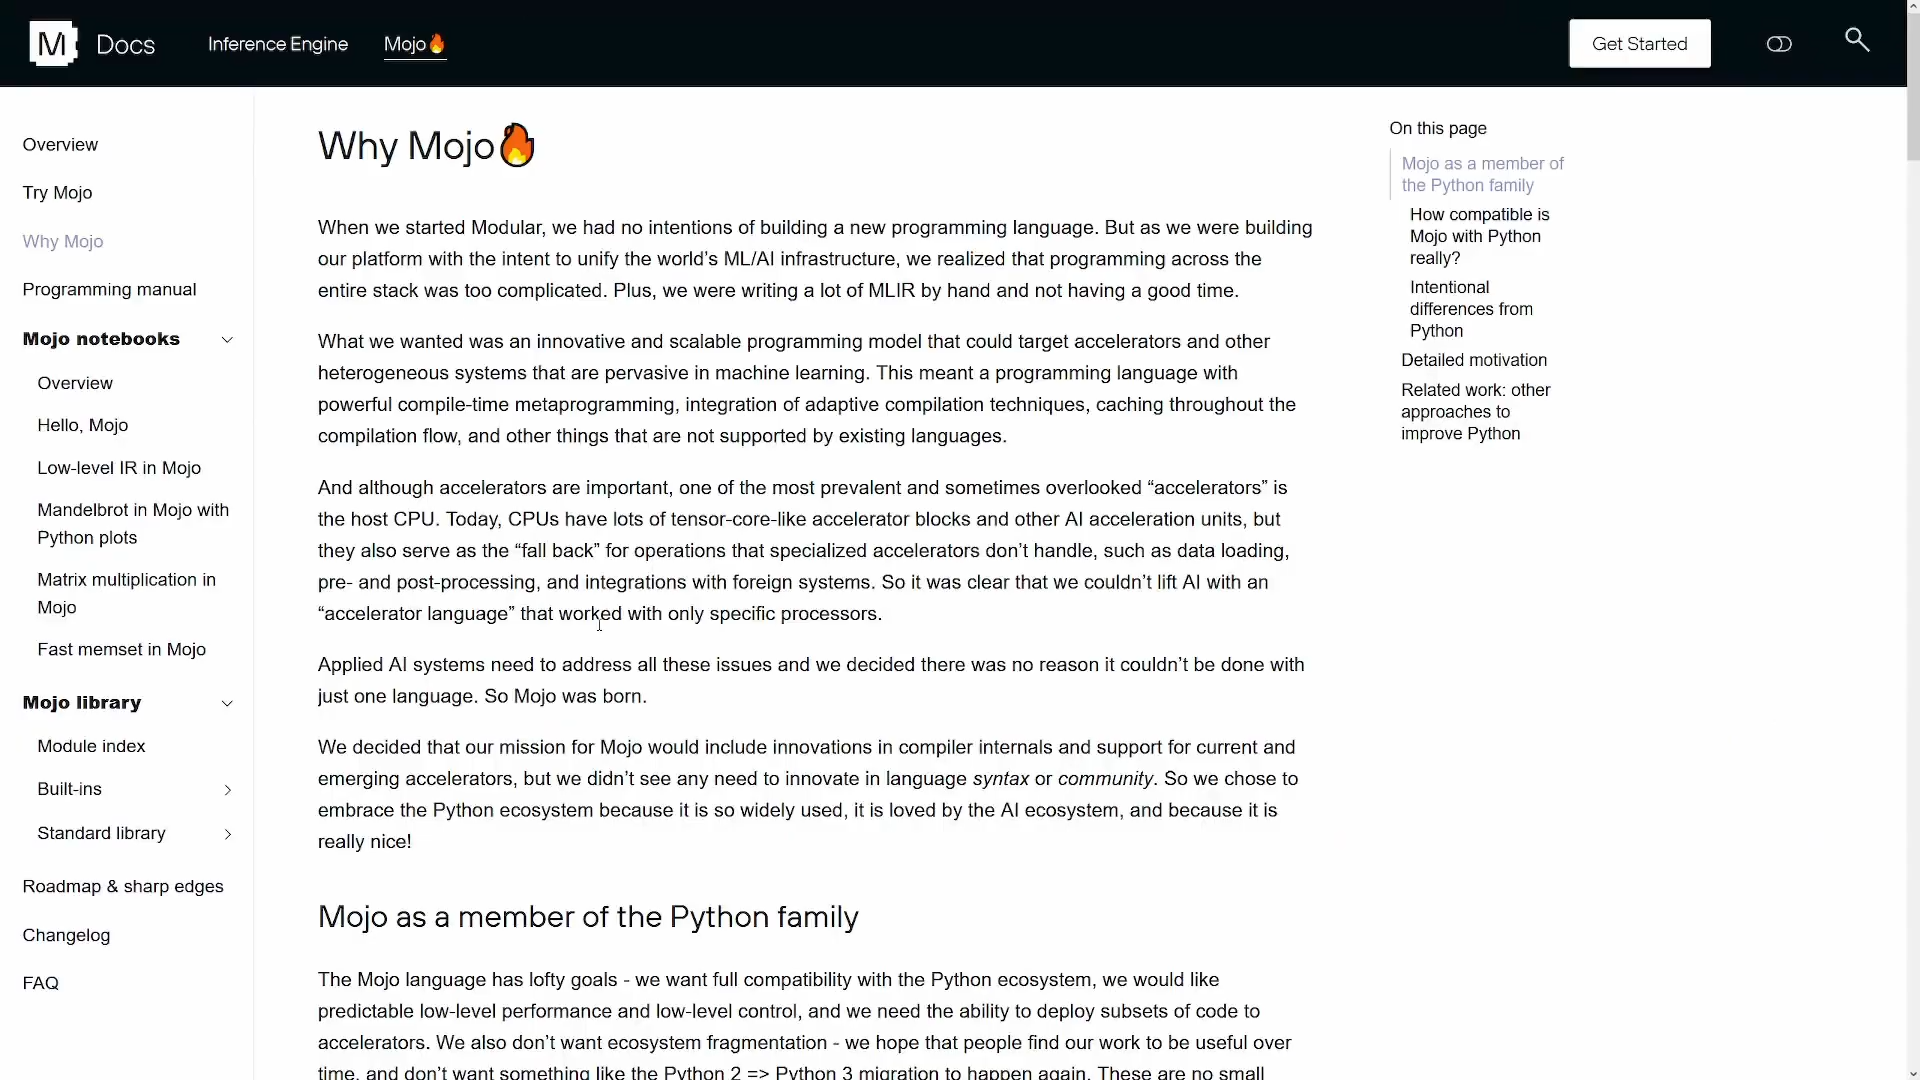 M Docs Inference Engine Mojo🔥 Get Started
Overview
Try Mojo
Why Mojo
Programming manual
Mojo notebooks
Overview
Hello, Mojo
Low-level IR in Mojo
Mandelbrot in Mojo with
Python plots
Matrix multiplication in
Mojo
Fast memset in Mojo
Mojo library
Module index
Built-ins
Standard library
Roadmap & sharp edges
Changelog
FAQ
Why Mojo🔥
When we started Modular, we had no intentions of building a new programming language. But as we were building
our platform with the intent to unify the world’s ML/AI infrastructure, we realized that programming across the
entire stack was too complicated. Plus, we were writing a lot of MLIR by hand and not having a good time.
What we wanted was an innovative and scalable programming model that could target accelerators and other
heterogeneous systems that are pervasive in machine learning. This meant a programming language with
powerful compile-time metaprogramming, integration of adaptive compilation techniques, caching throughout the
compilation flow, and other things that are not supported by existing languages.
And although accelerators are important, one of the most prevalent and sometimes overlooked “accelerators” is
the host CPU. Today, CPUs have lots of tensor-core-like accelerator blocks and other AI acceleration units, but
they also serve as the “fall back” for operations that specialized accelerators don’t handle, such as data loading,
pre- and post-processing, and integrations with foreign systems. So it was clear that we couldn’t lift AI with an
“accelerator language” that worked with only specific processors.
Applied AI systems need to address all these issues and we decided there was no reason it couldn’t be done with
just one language. So Mojo was born.
We decided that our mission for Mojo would include innovations in compiler internals and support for current and
emerging accelerators, but we didn’t see any need to innovate in language syntax or community. So we chose to
embrace the Python ecosystem because it is so widely used, it is loved by the AI ecosystem, and because it is
really nice!
Mojo as a member of the Python family
The Mojo language has lofty goals - we want full compatibility with the Python ecosystem, we would like
predictable low-level performance and low-level control, and we need the ability to deploy subsets of code to
accelerators. We also don’t want ecosystem fragmentation - we hope that people find our work to be useful over
time, and don’t want something like the Python 2 => Python 3 migration to happen again. These are no small
On this page
Mojo as a member of
the Python family
How compatible is
Mojo with Python
really?
Intentional
differences from
Python
Detailed motivation
Related work: other
approaches to
improve Python